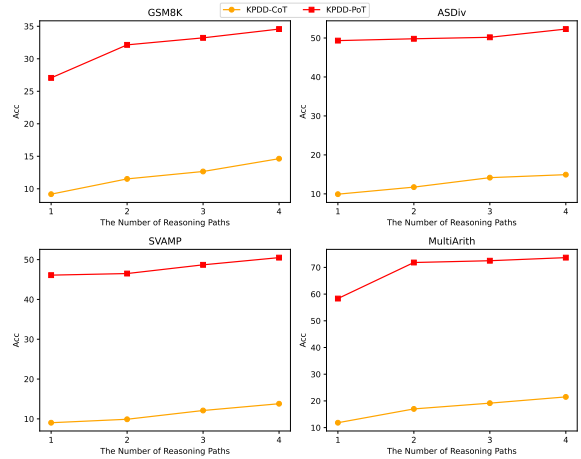 KPDD-CoT KPDD-PoT
GSM8K
35
30
25
20
15
10
Acc
1 2 3 4
The Number of Reasoning Paths
ASDiv
50
40
30
20
10
Acc
1 2 3 4
The Number of Reasoning Paths
SVAMP
50
40
30
20
10
Acc
1 2 3 4
The Number of Reasoning Paths
MultiArith
70
60
50
40
30
20
10
Acc
1 2 3 4
The Number of Reasoning Paths